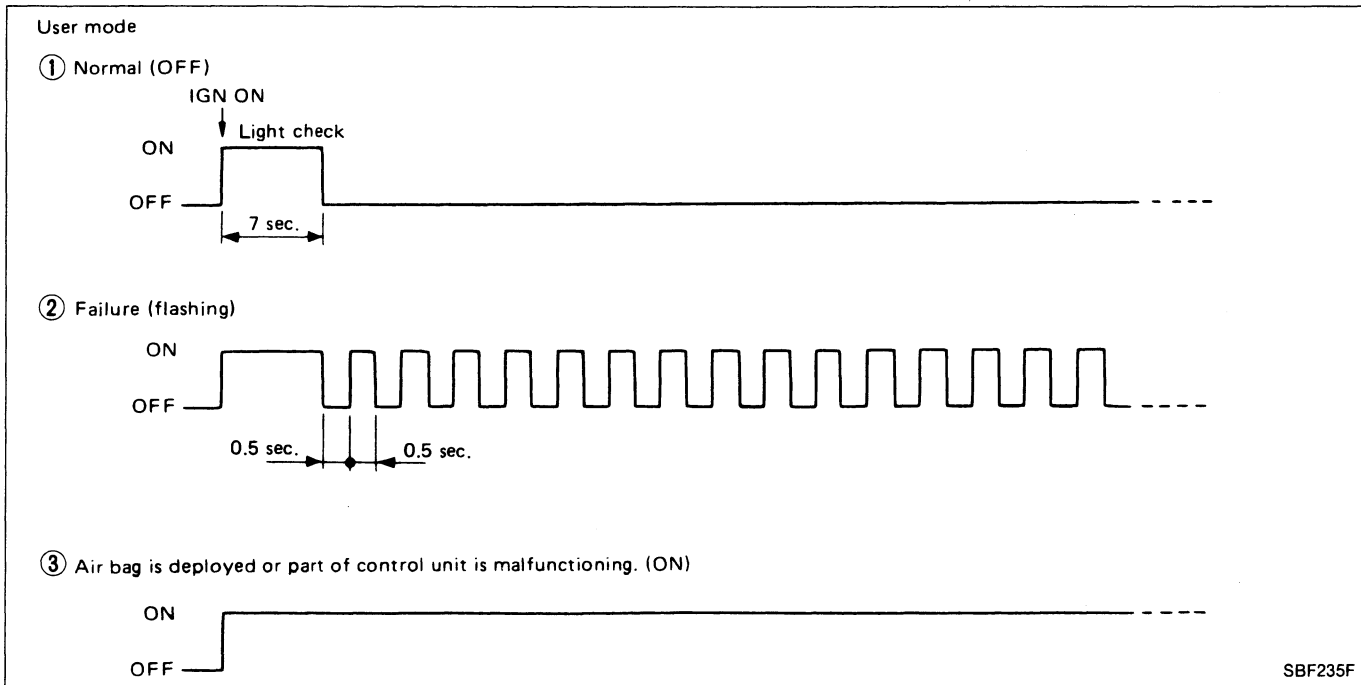 User mode
① Normal (OFF)
IGN ON
Light check
ON
OFF
7 sec.
② Failure (flashing)
ON
OFF
0.5 sec.
0.5 sec.
③ Air bag is deployed or part of control unit is malfunctioning. (ON)
ON
OFF
SBF235F